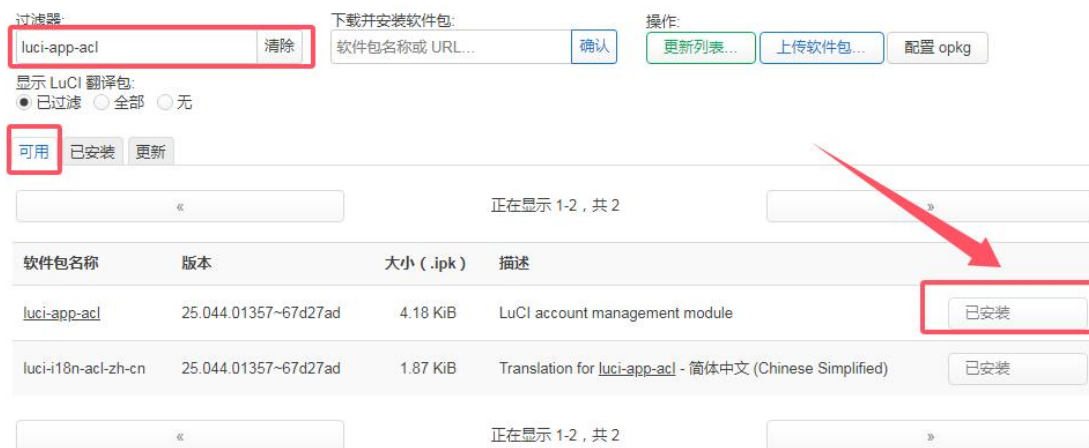 过滤器: 下载并安装软件包: 操作:
luci-app-acl 清除 软件包名称或 URL... 确认 更新列表... 上传软件包... 配置 opkg
显示 LuCI 翻译包:
已过滤 全部 无
可用 已安装 更新
« 正在显示 1-2，共 2 »
软件包名称 版本 大小 (.ipk) 描述
luci-app-acl 25.044.01357~67d27ad 4.18 KiB LuCI account management module 已安装
luci-i18n-acl-zh-cn 25.044.01357~67d27ad 1.87 KiB Translation for luci-app-acl - 简体中文 (Chinese Simplified) 已安装
« 正在显示 1-2，共 2 »